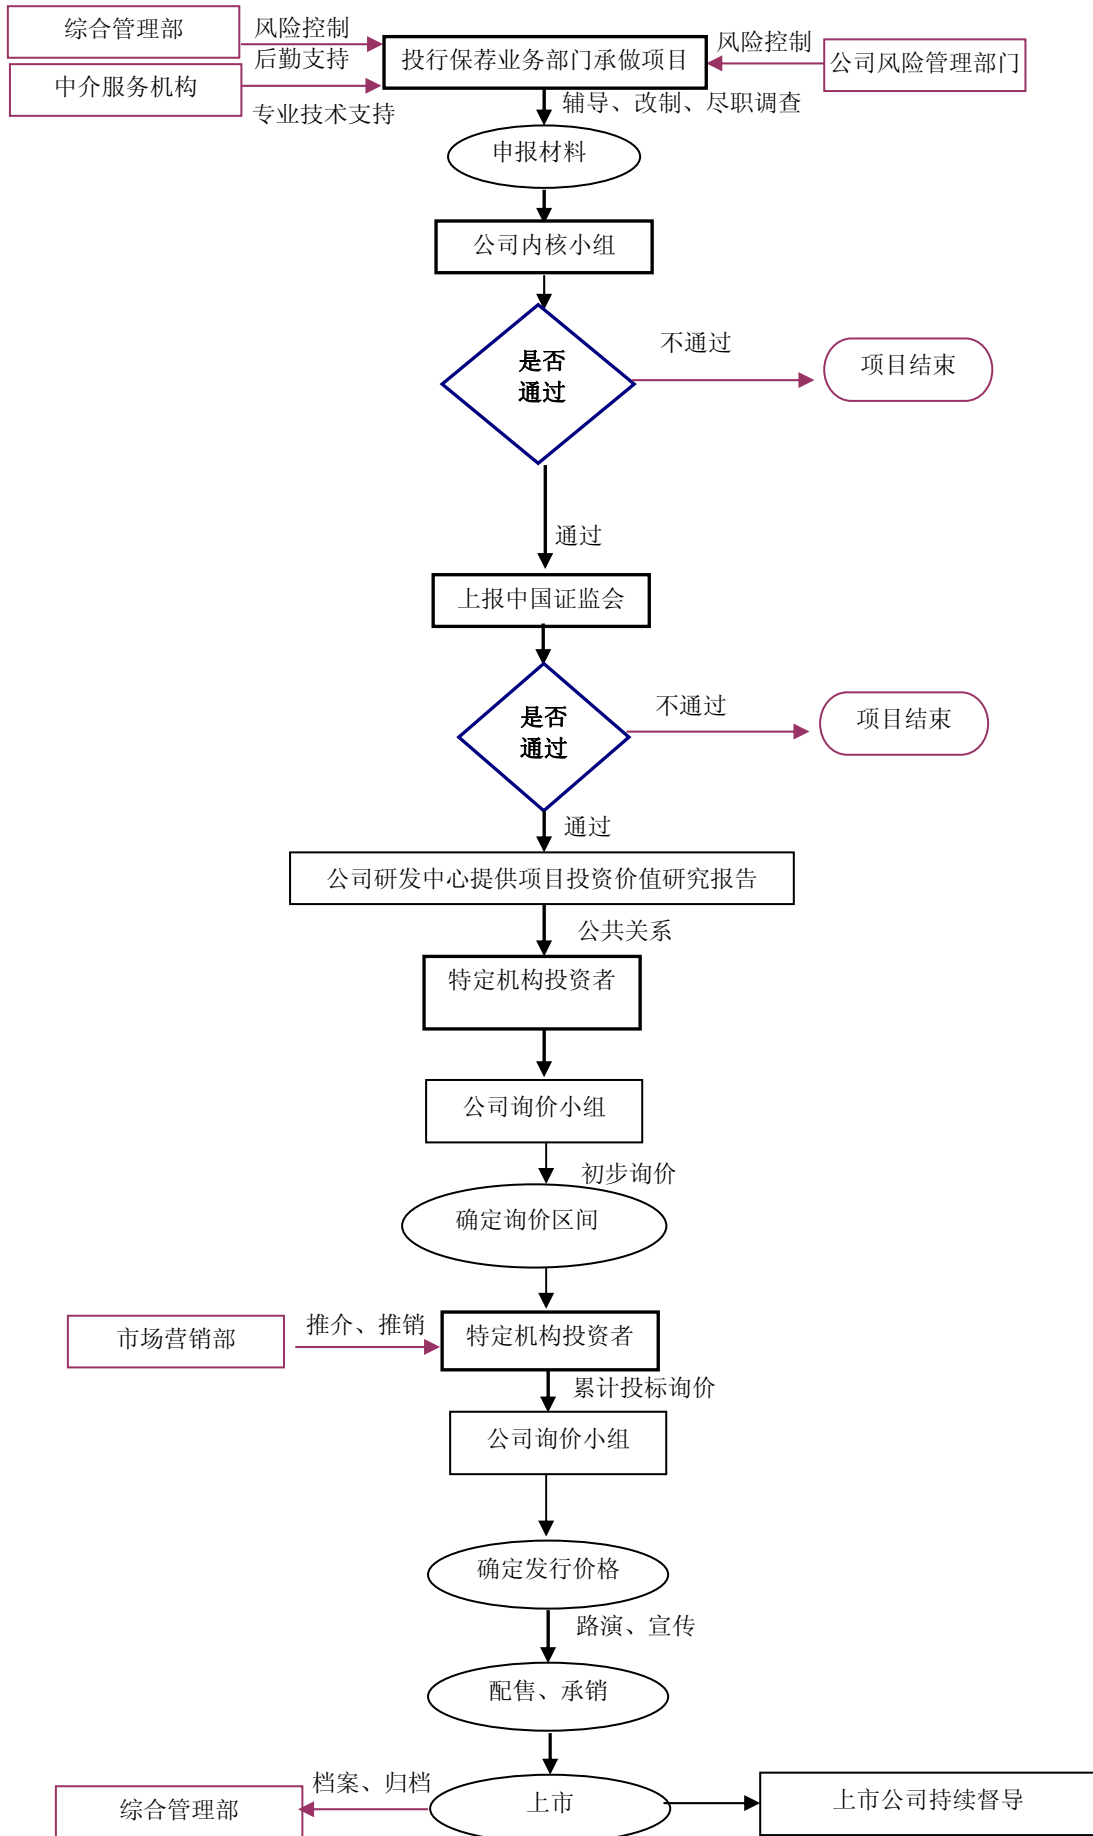 综合管理部
风险控制
后勤支持
投行保荐业务部门承做项目
风险控制
公司风险管理部门
中介服务机构
专业技术支持
辅导、改制、尽职调查
申报材料
公司内核小组
是否
通过
不通过
项目结束
通过
上报中国证监会
是否
通过
不通过
项目结束
通过
公司研发中心提供项目投资价值研究报告
公共关系
特定机构投资者
公司询价小组
初步询价
确定询价区间
市场营销部
推介、推销
特定机构投资者
累计投标询价
公司询价小组
确定发行价格
路演、宣传
配售、承销
综合管理部
档案、归档
上市
上市公司持续督导